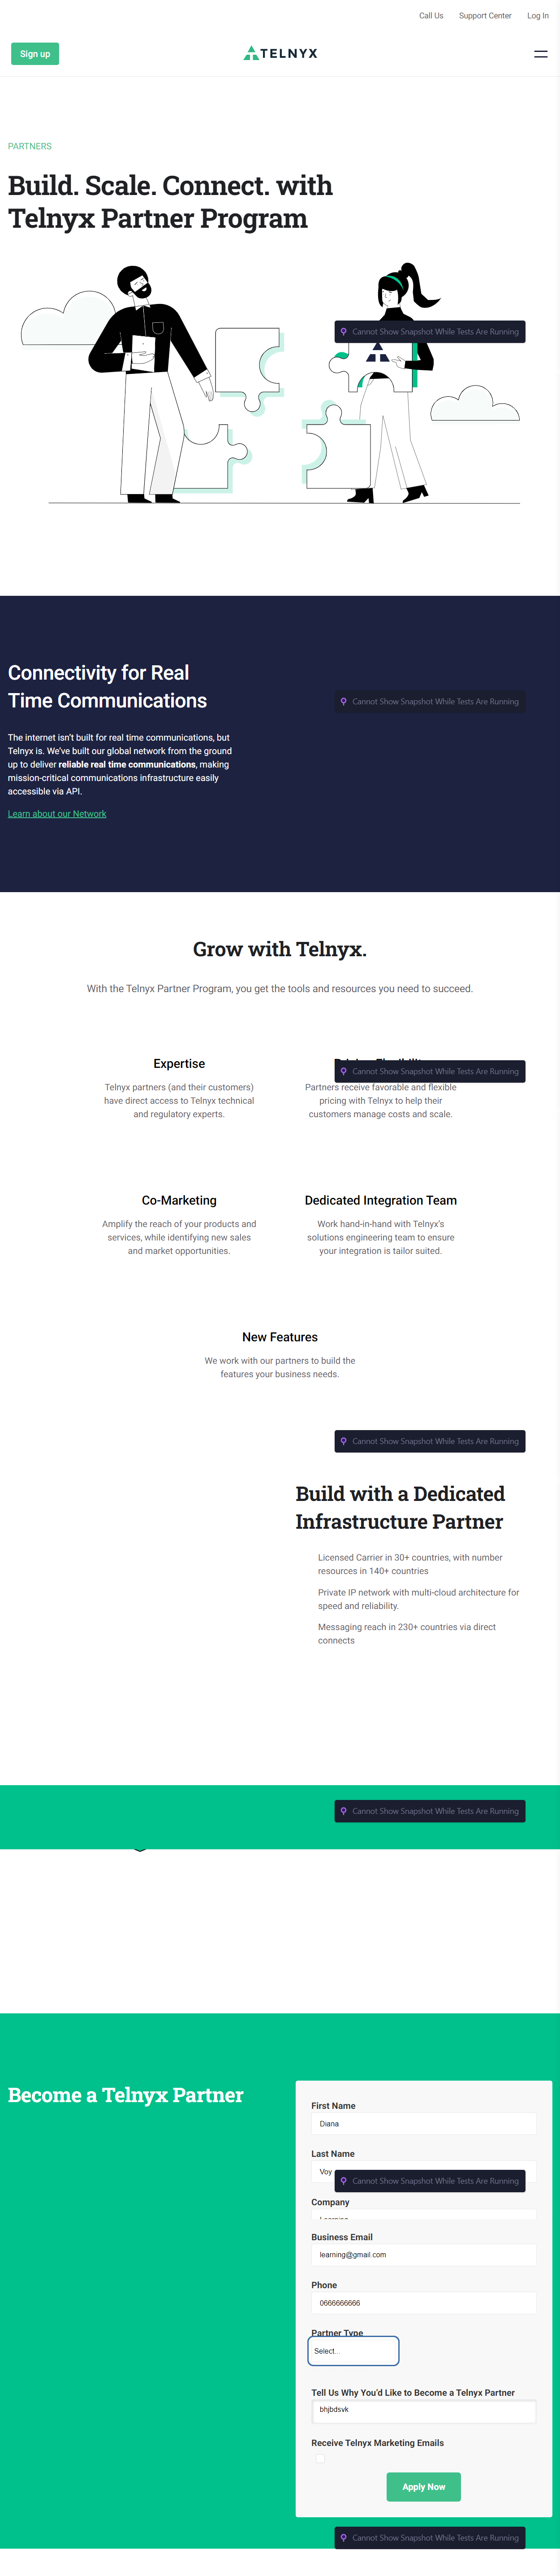 Call Us Support Center Log In
Sign up
TELNYX
PARTNERS
Build. Scale. Connect. with
Telnyx Partner Program
Cannot Show Snapshot While Tests Are Running
Connectivity for Real
Time Communications
Cannot Show Snapshot While Tests Are Running
The internet isn't built for real time communications, but
Telnyx is. We've built our global network from the ground
up to deliver reliable real time communications, making
mission-critical communications infrastructure easily
accessible via API.
Learn about our Network
Grow with Telnyx.
With the Telnyx Partner Program, you get the tools and resources you need to succeed.
Expertise
Telnyx partners (and their customers)
have direct access to Telnyx technical
and regulatory experts.
Cannot Show Snapshot While Tests Are Running
Partners receive favorable and flexible
pricing with Telnyx to help their
customers manage costs and scale.
Co-Marketing
Amplify the reach of your products and
services, while identifying new sales
and market opportunities.
Dedicated Integration Team
Work hand-in-hand with Telnyx's
solutions engineering team to ensure
your integration is tailor suited.
New Features
We work with our partners to build the
features your business needs.
Cannot Show Snapshot While Tests Are Running
Build with a Dedicated
Infrastructure Partner
Licensed Carrier in 30+ countries, with number
resources in 140+ countries
Private IP network with multi-cloud architecture for
speed and reliability.
Messaging reach in 230+ countries via direct
connects
Cannot Show Snapshot While Tests Are Running
Become a Telnyx Partner
First Name
Diana
Last Name
Voy
Cannot Show Snapshot While Tests Are Running
Company
Business Email
learning@gmail.com
Phone
0666666666
Partner Type
Select...
Tell Us Why You'd Like to Become a Telnyx Partner
bhjbdsvk
Receive Telnyx Marketing Emails
Apply Now
Cannot Show Snapshot While Tests Are Running